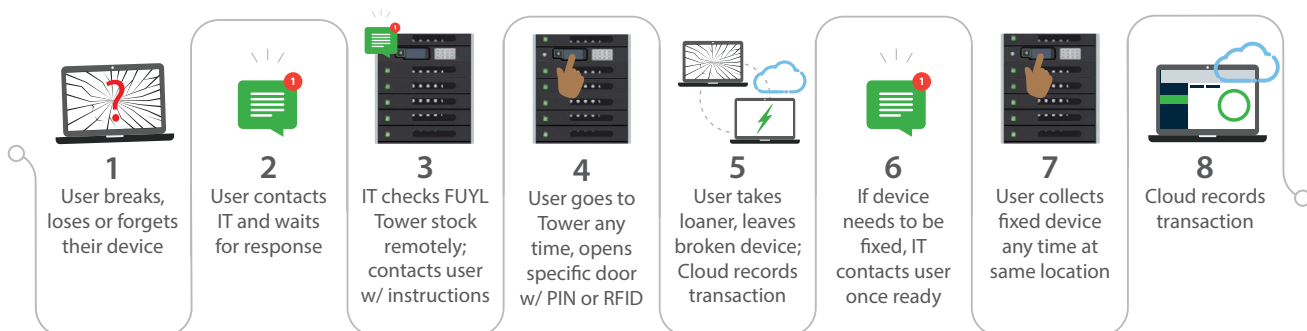 ?
1
User breaks,
loses or forgets
their device
1
2
User contacts
IT and waits
for response
1
3
IT checks FUYL
Tower stock
remotely;
contacts user
w/ instructions
4
User goes to
Tower any
time, opens
specific door
w/ PIN or RFID
5
User takes
loaner, leaves
broken device;
Cloud records
transaction
1
6
If device
needs to be
fixed, IT
contacts user
once ready
7
User collects
fixed device
any time at
same location
8
Cloud records
transaction